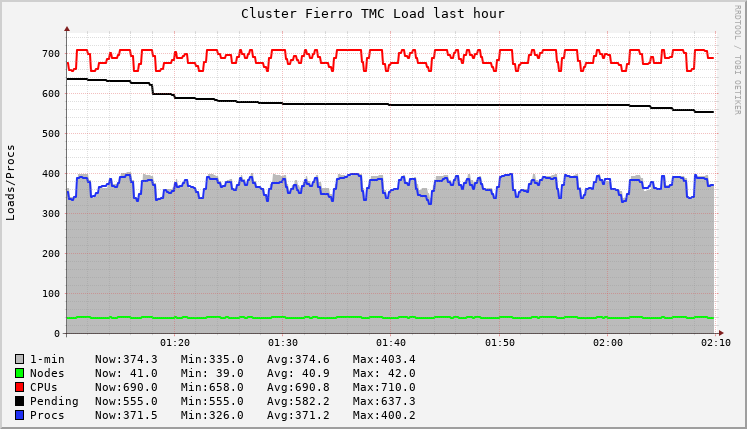 Cluster Fierro TMC Load last hour
RRDTOOL / TOBI OETIKER
Loads/Procs
700
600
500
400
300
200
100
0
01:20 01:30 01:40 01:50 02:00 02:10
1-min Now:374.3 Min:335.0 Avg:374.6 Max:403.4
Nodes Now: 41.0 Min: 39.0 Avg: 40.9 Max: 42.0
CPUs Now:690.0 Min:658.0 Avg:690.8 Max:710.0
Pending Now:555.0 Min:555.0 Avg:582.2 Max:637.3
Procs Now:371.5 Min:326.0 Avg:371.2 Max:400.2